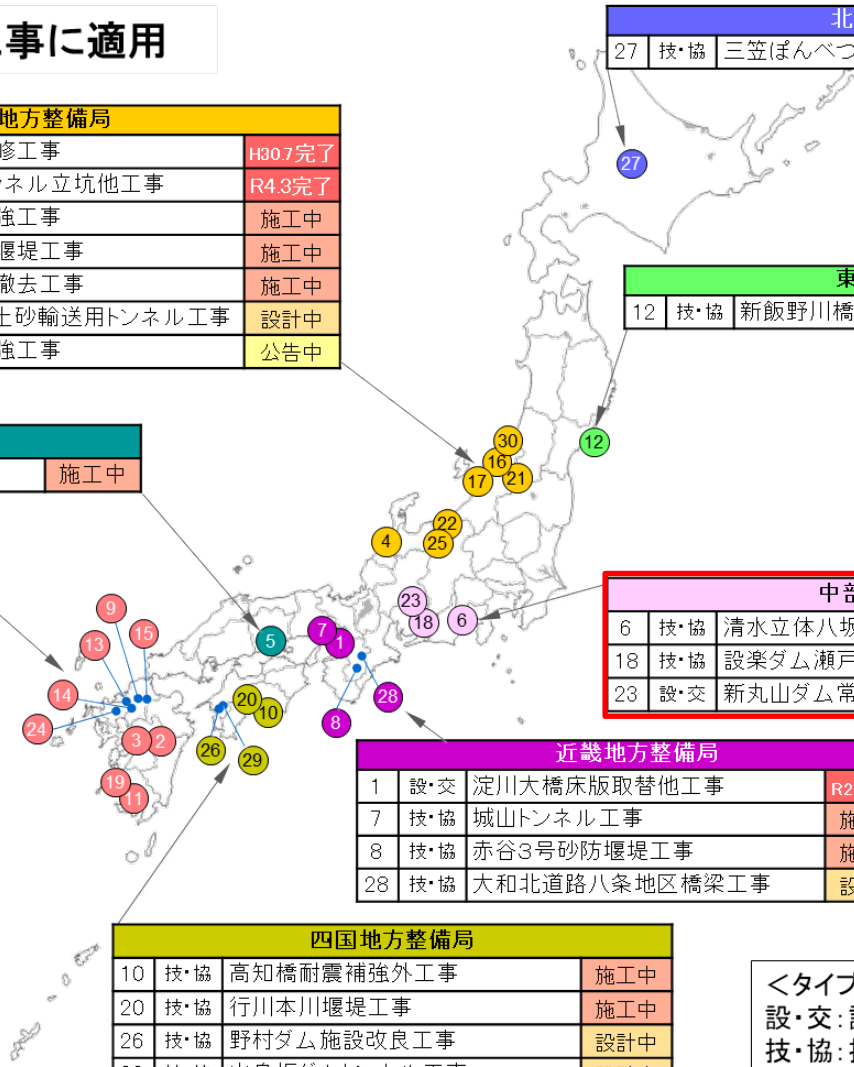 工事に適用
地方整備局
修工事 H30.7完了
ネル立坑他工事 R4.3完了
強工事 施工中
堰堤工事 施工中
撤去工事 施工中
土砂輸送用トンネル工事 設計中
強工事 公告中
施工中
北
27 技・協 三笠ぽんべつ
27
東
12 技・協 新飯野川橋
12
30
16
17
21
22
25
4
23
18
6
中部
6 技・協 清水立体八坂
18 技・協 設楽ダム瀬戸
23 設・交 新丸山ダム常
5
7
1
28
8
9
15
13
14
24
3
2
19
11
20
10
26
29
近畿地方整備局
1 設・交 淀川大橋床版取替他工事 R2
7 技・協 城山トンネル工事 施
8 技・協 赤谷3号砂防堰堤工事 施
28 技・協 大和北道路八条地区橋梁工事 設
四国地方整備局
10 技・協 高知橋耐震補強外工事 施工中
20 技・協 行川本川堰堤工事 施工中
26 技・協 野村ダム施設改良工事 設計中
<タイプ
設・交:設
技・協:技